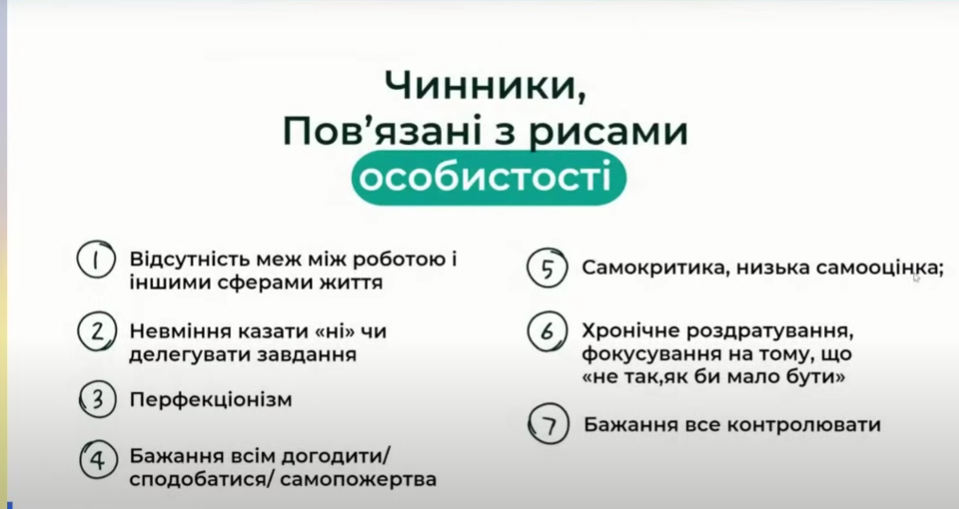 Чинники,
Пов’язані з рисами
особистості
1 Відсутність меж між роботою і
іншими сферами життя
2 Невміння казати «ні» чи
делегувати завдання
3 Перфекціонізм
4 Бажання всім догодити/
сподобатися/ самопожертва
5 Самокритика, низька самооцінка;
6 Хронічне роздратування,
фокусування на тому, що
«не так,як би мало бути»
7 Бажання все контролювати